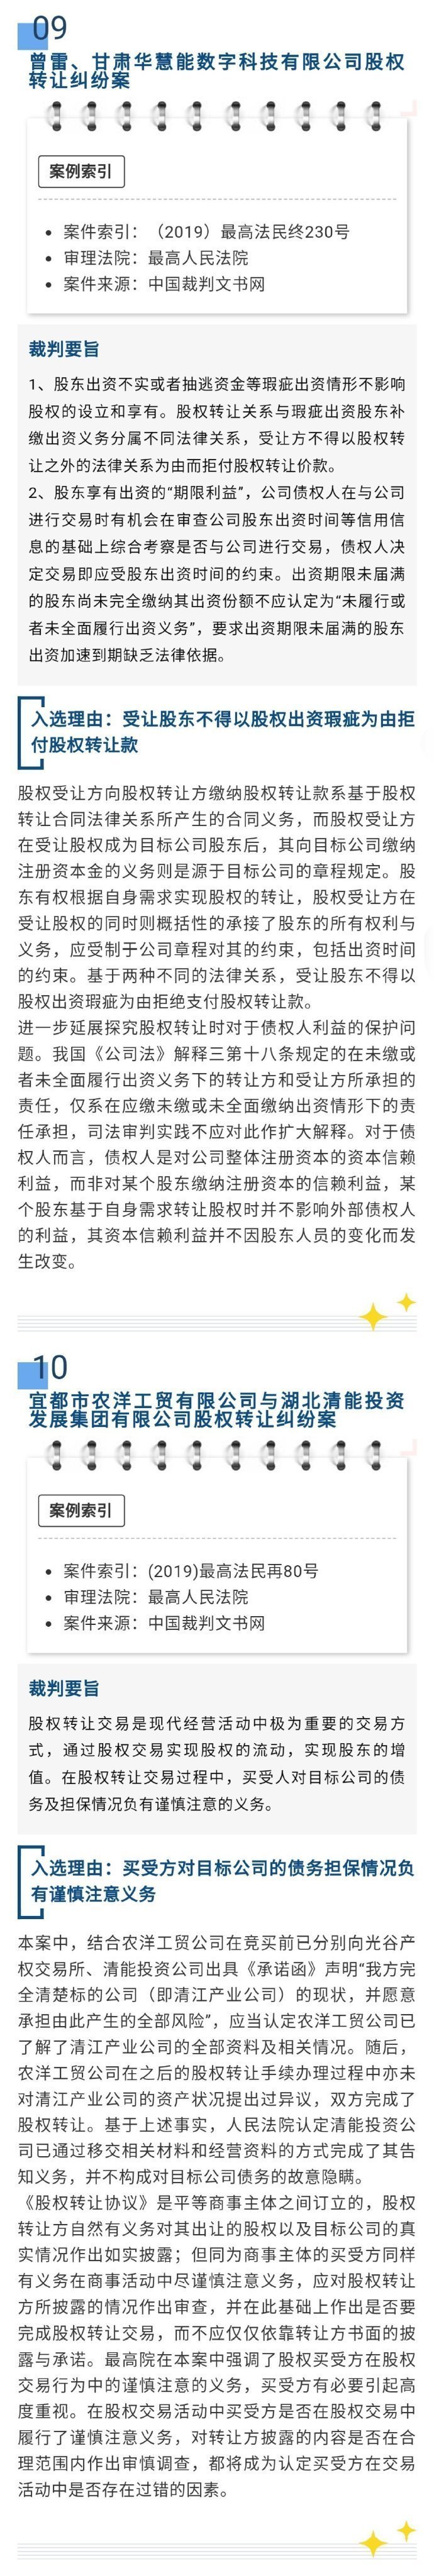 09
曾雷、甘肃华慧能数字科技有限公司股权
转让纠纷案
案例索引
• 案件索引：（2019）最高法民终230号
• 审理法院：最高人民法院
• 案件来源：中国裁判文书网
裁判要旨
1、股东出资不实或者抽逃资金等瑕疵出资情形不影响
股权的设立和享有。股权转让关系与瑕疵出资股东补
缴出资义务分属不同法律关系，受让方不得以股权转
让之外的法律关系为由而拒付股权转让价款。
2、股东享有出资的“期限利益”，公司债权人在与公司
进行交易时有机会在审查公司股东出资时间等信用信
息的基础上综合考察是否与公司进行交易，债权人决
定交易即应受股东出资时间的约束。出资期限未届满
的股东尚未完全缴纳其出资份额不应认定为“未履行或
者未全面履行出资义务”，要求出资期限未届满的股东
出资加速到期缺乏法律依据。
入选理由：受让股东不得以股权出资瑕疵为由拒
付股权转让款
股权受让方向股权转让方缴纳股权转让款系基于股权
转让合同法律关系所产生的合同义务，而股权受让方
在受让股权成为目标公司股东后，其向目标公司缴纳
注册资本金的义务则是源于目标公司的章程规定。股
东有权根据自身需求实现股权的转让，股权受让方在
受让股权的同时则概括性的承接了股东的所有权利与
义务，应受制于公司章程对其的约束，包括出资时间
的约束。基于两种不同的法律关系，受让股东不得以
股权出资瑕疵为由拒绝支付股权转让款。
进一步延展探究股权转让时对于债权人利益的保护问
题。我国《公司法》解释三第十八条规定的在未缴或
者未全面履行出资义务下的转让方和受让方所承担的
责任，仅系在应缴未缴或未全面缴纳出资情形下的责
任承担，司法审判实践不应对此作扩大解释。对于债
权人而言，债权人是对公司整体注册资本的资本信赖
利益，而非对某个股东缴纳注册资本的信赖利益，某
个股东基于自身需求转让股权时并不影响外部债权人
的利益，其资本信赖利益并不因股东人员的变化而发
生改变。
10
宜都市农洋工贸有限公司与湖北清能投资
发展集团有限公司股权转让纠纷案
案例索引
• 案件索引：(2019)最高法民再80号
• 审理法院：最高人民法院
• 案件来源：中国裁判文书网
裁判要旨
股权转让交易是现代经营活动中极为重要的交易方
式，通过股权交易实现股权的流动，实现股东的增
值。在股权转让交易过程中，买受人对目标公司的债
务及担保情况负有谨慎注意的义务。
入选理由：买受方对目标公司的债务担保情况负
有谨慎注意义务
本案中，结合农洋工贸公司在竞买前已分别向光谷产
权交易所、清能投资公司出具《承诺函》声明“我方完
全清楚标的公司（即清江产业公司）的现状，并愿意
承担由此产生的全部风险”，应当认定农洋工贸公司已
了解了清江产业公司的全部资料及相关情况。随后，
农洋工贸公司在之后的股权转让手续办理过程中亦未
对清江产业公司的资产状况提出过异议，双方完成了
股权转让。基于上述事实，人民法院认定清能投资公
司已通过移交相关材料和经营资料的方式完成了其告
知义务，并不构成对目标公司债务的故意隐瞒。
《股权转让协议》是平等商事主体之间订立的，股权
转让方自然有义务对其出让的股权以及目标公司的真
实情况作出如实披露；但同为商事主体的买受方同样
有义务在商事活动中尽谨慎注意义务，应对股权转让
方所披露的情况作出审查，并在此基础上作出是否要
完成股权转让交易，而不应仅仅依靠转让方书面的披
露与承诺。最高院在本案中强调了股权买受方在股权
交易行为中的谨慎注意的义务，买受方有必要引起高
度重视。在股权交易活动中买受方是否在股权交易中
履行了谨慎注意义务，对转让方披露的内容是否在合
理范围内作出审慎调查，都将成为认定买受方在交易
活动中是否存在过错的因素。